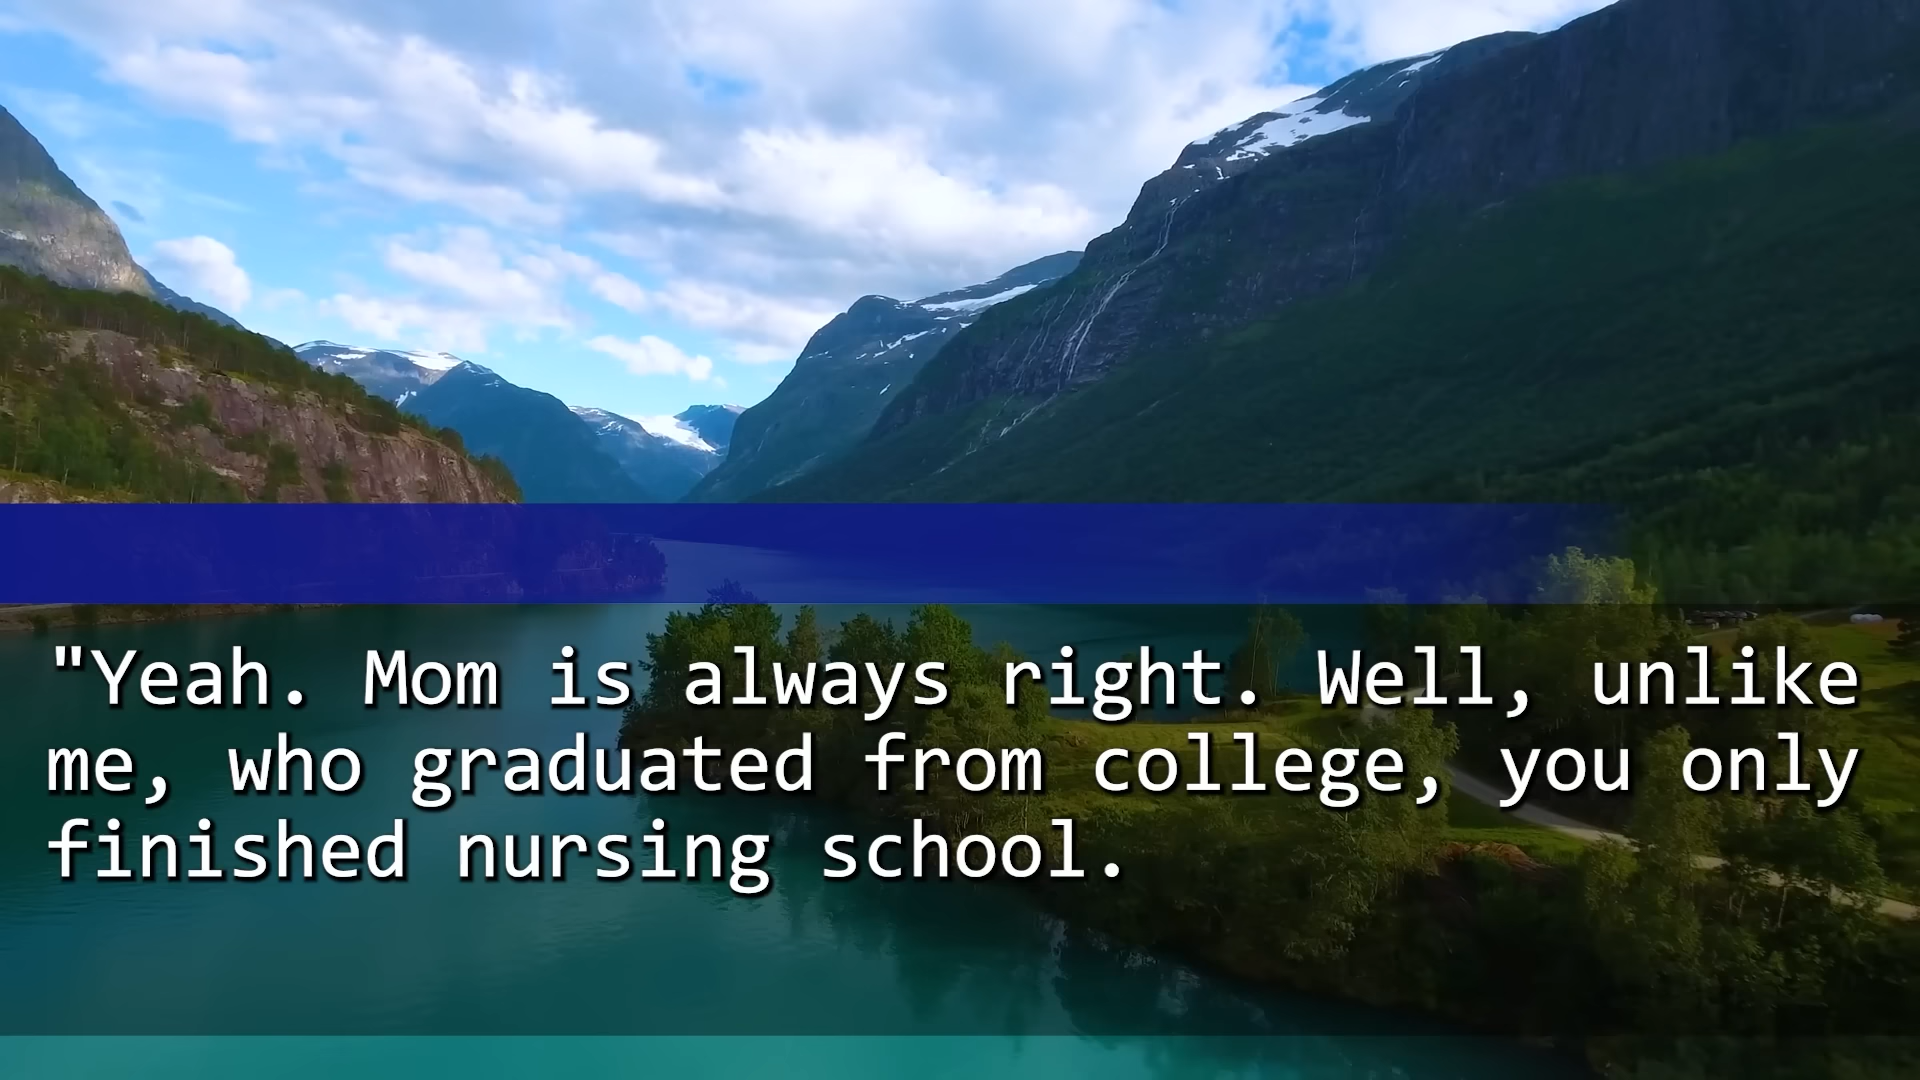 "Yeah. Mom is always right. Well, unlike
me, who graduated from college, you only
finished nursing school.